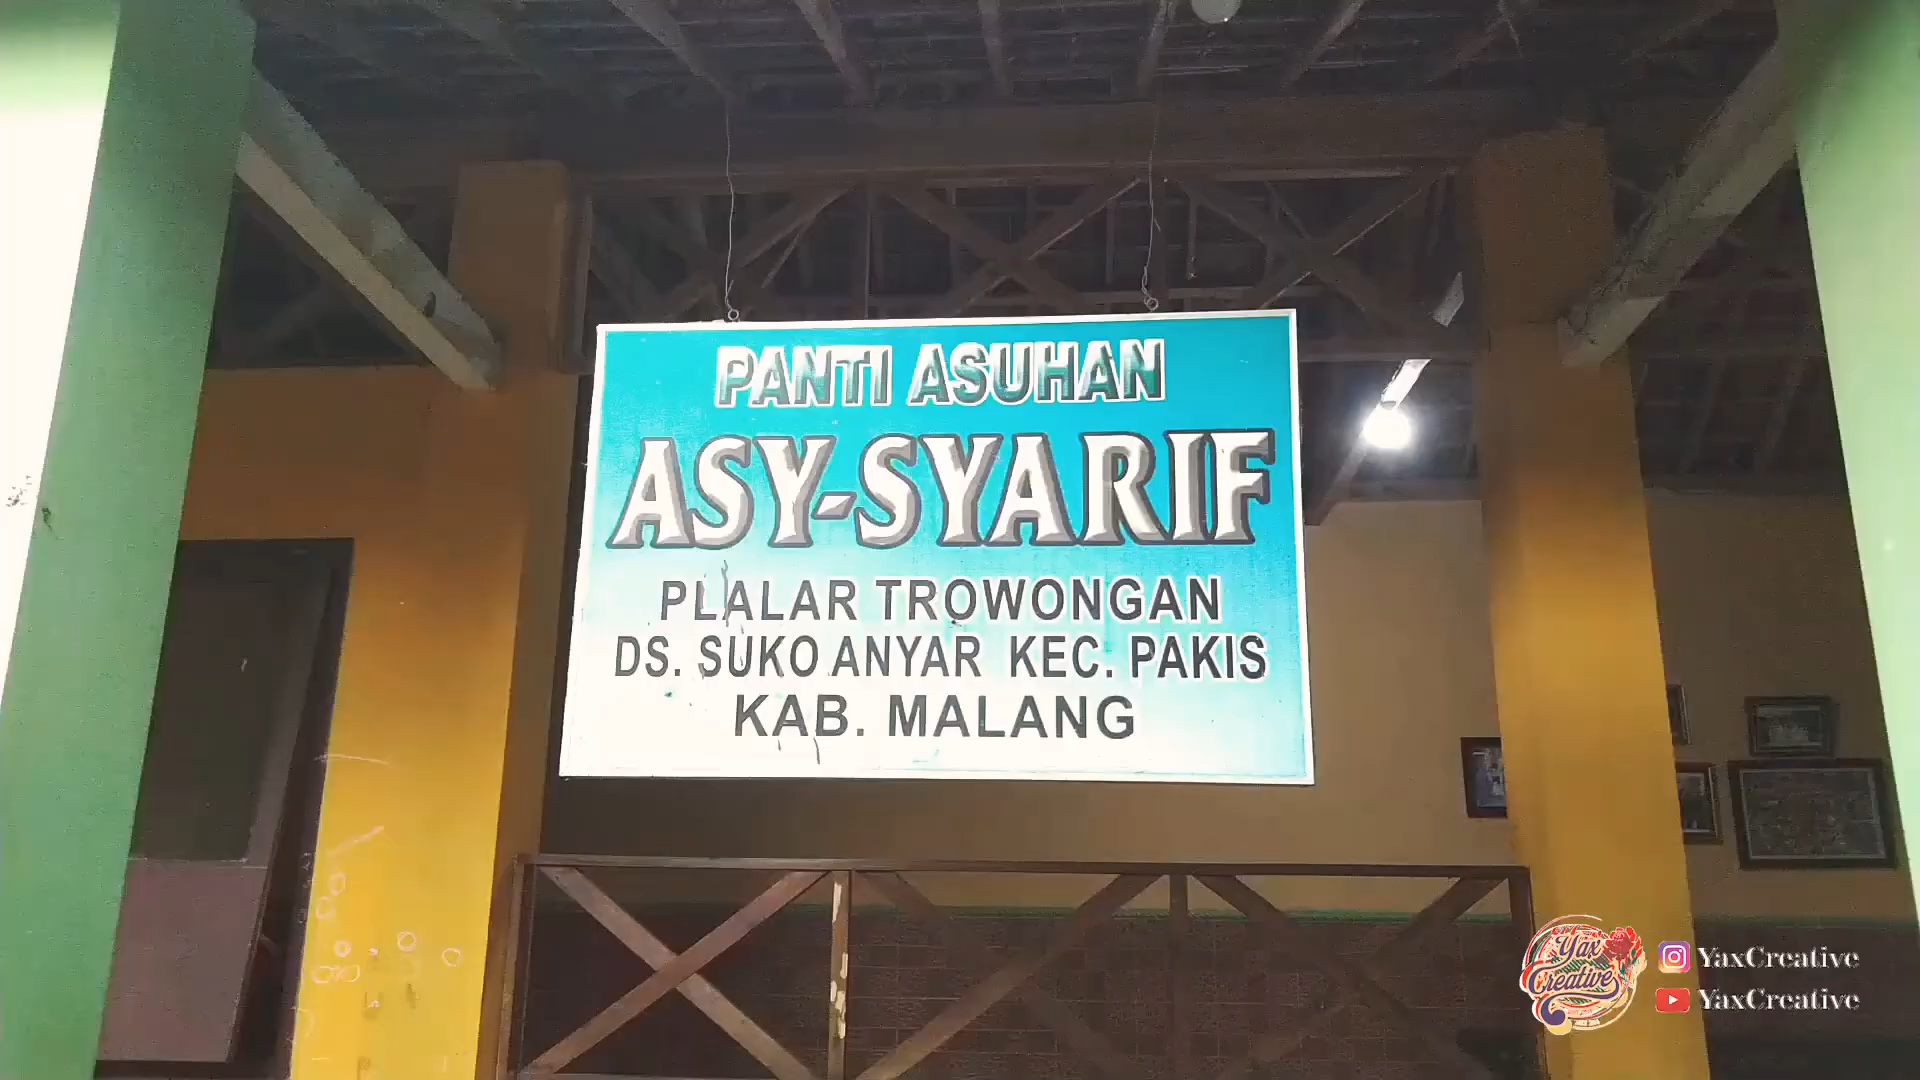 PANTI ASUHAN
ASY-SYARIF
PLALAR TROWONGAN
DS. SUKO ANYAR KEC. PAKIS
KAB. MALANG
Yax
Creative
YaxCreative
YaxCreative